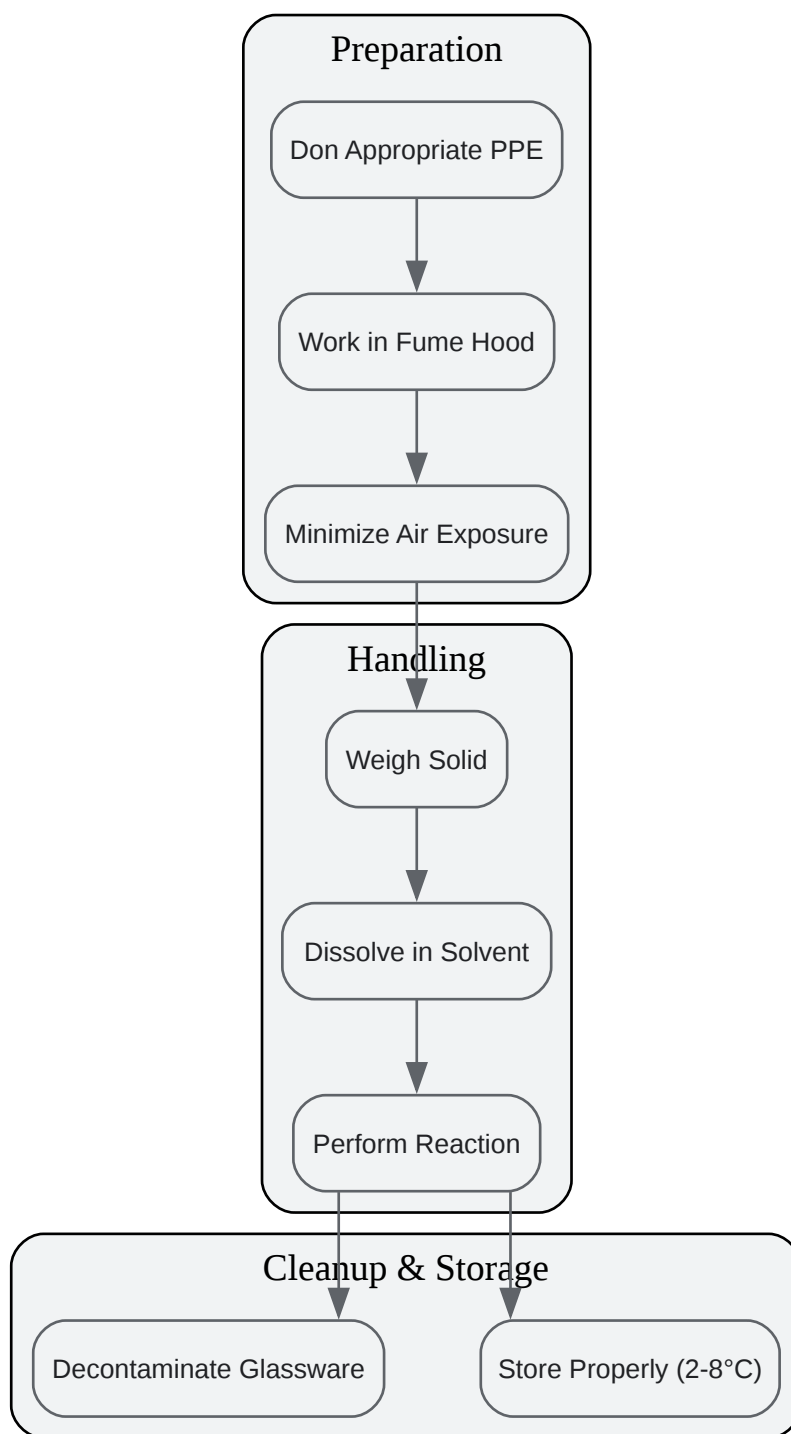 Preparation
Don Appropriate PPE
Work in Fume Hood
Minimize Air Exposure
Handling
Weigh Solid
Dissolve in Solvent
Perform Reaction
Cleanup & Storage
Decontaminate Glassware
Store Properly (2-8°C)